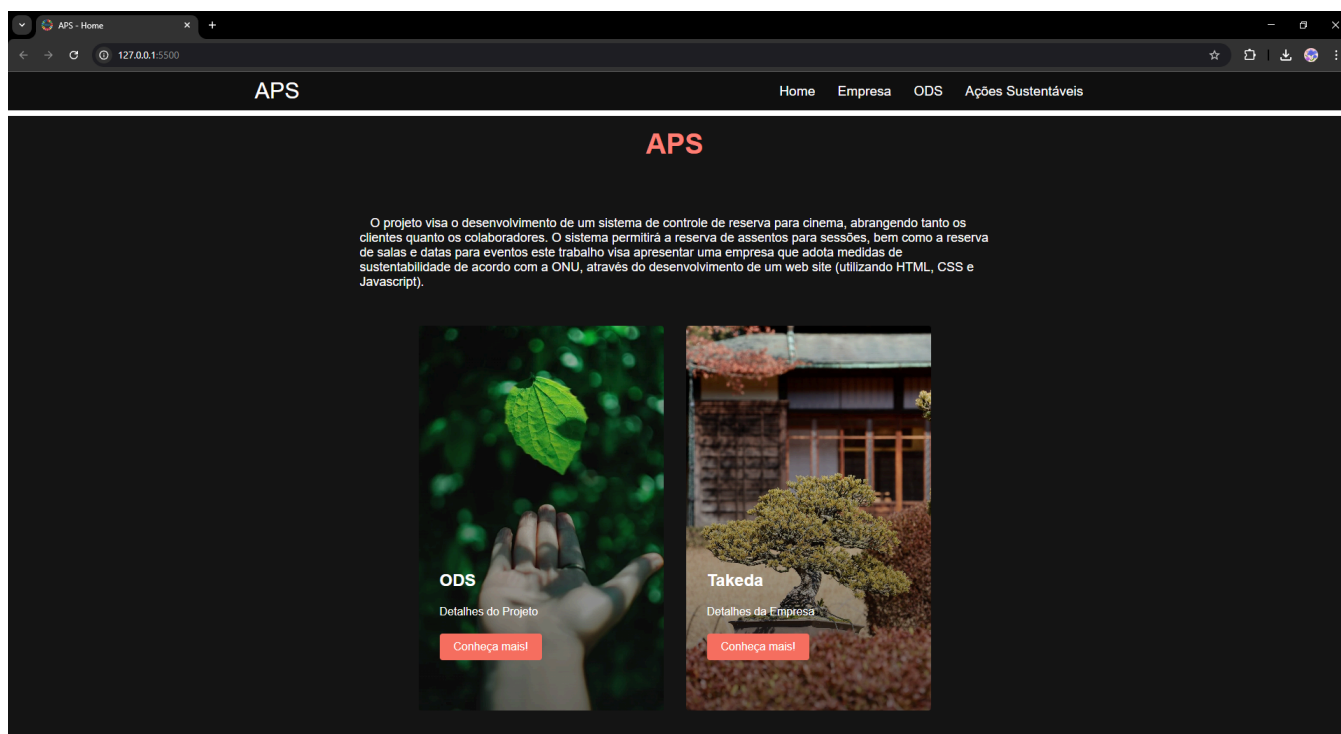 APS - Home
127.0.0.1:5500
APS
Home Empresa ODS Ações Sustentáveis
APS
O projeto visa o desenvolvimento de um sistema de controle de reserva para cinema, abrangendo tanto os
clientes quanto os colaboradores. O sistema permitirá a reserva de assentos para sessões, bem como a reserva
de salas e datas para eventos este trabalho visa apresentar uma empresa que adota medidas de
sustentabilidade de acordo com a ONU, através do desenvolvimento de um web site (utilizando HTML, CSS e
Javascript).
ODS
Detalhes do Projeto
Conheça mais!
Takeda
Detalhes da Empresa
Conheça mais!